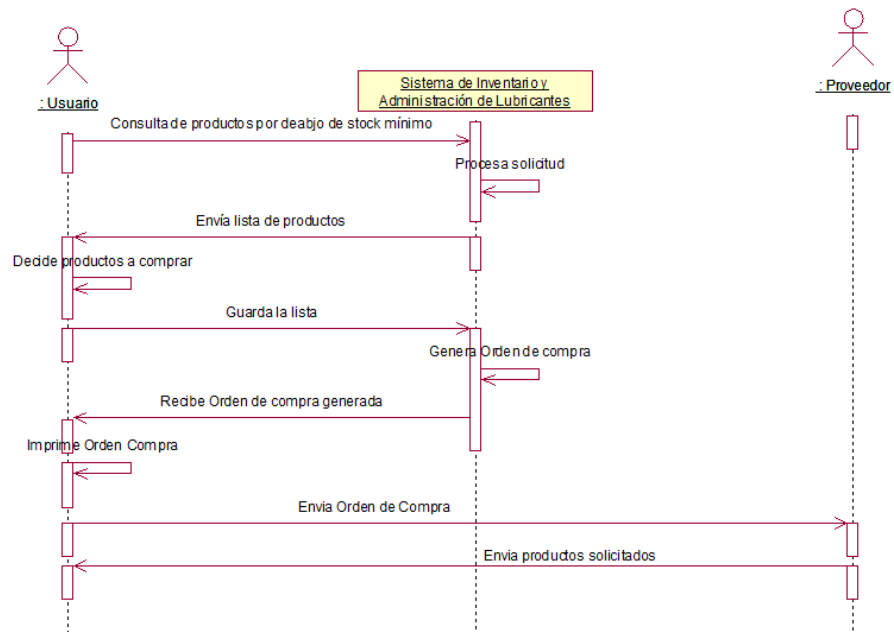 : Usuario
Sistema de Inventario y
Administración de Lubricantes
: Proveedor
Consulta de productos por deabjo de stock mínimo
Procesa solicitud
Envía lista de productos
Decide productos a comprar
Guarda la lista
Genera Orden de compra
Recibe Orden de compra generada
Imprime Orden Compra
Envia Orden de Compra
Envia productos solicitados